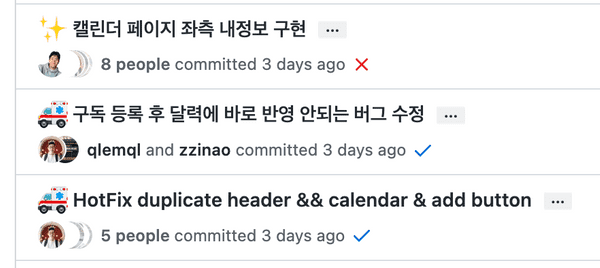 ✨ 캘린더 페이지 좌측 내정보 구현 ...
8 people committed 3 days ago ×
🚑 구독 등록 후 달력에 바로 반영 안되는 버그 수정 ...
qlemql and zzinao committed 3 days ago ✓
🚑 HotFix duplicate header && calendar & add button ...
5 people committed 3 days ago ✓